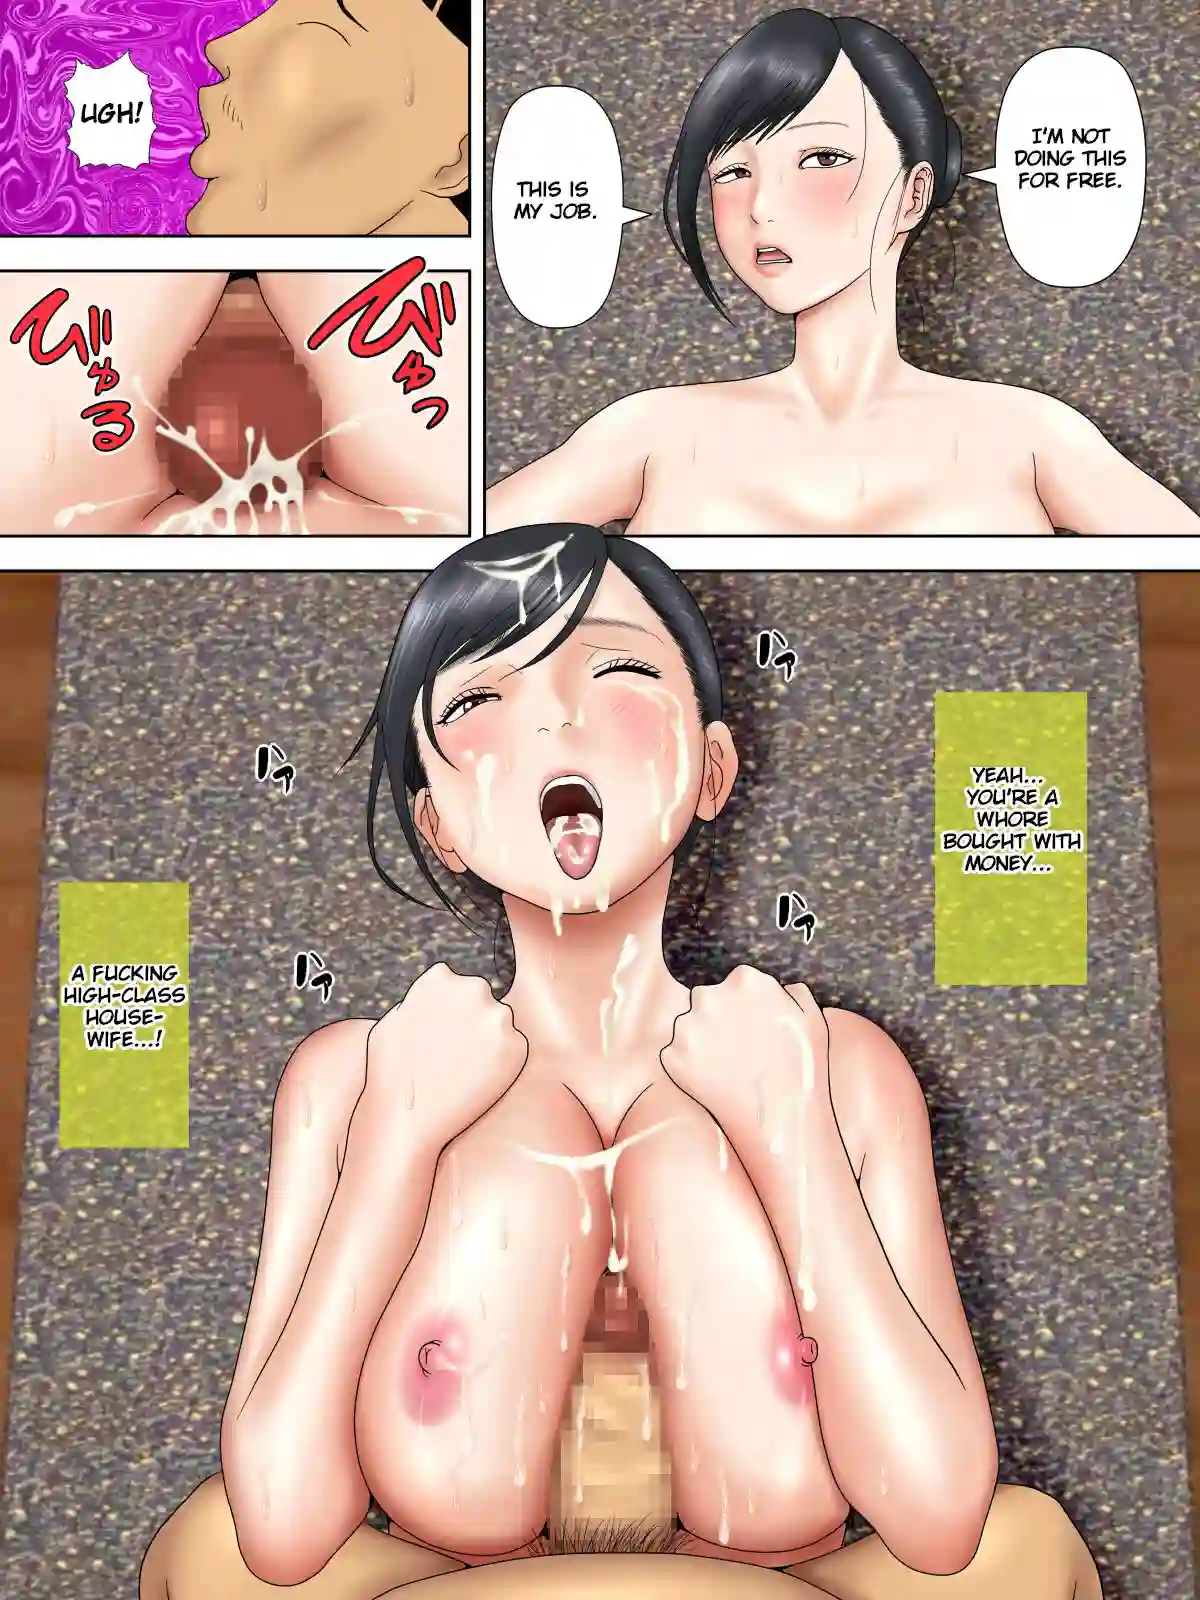 UGH!
I'M NOT
DOING THIS
FOR FREE.
THIS IS
MY JOB.
びゅる
びゅっ
ハァ
ハァ
ハァ
ハァ
YEAH...
YOU'RE A
WHORE
BOUGHT WITH
MONEY...
A FUCKING
HIGH-CLASS
HOUSE-
WIFE...!